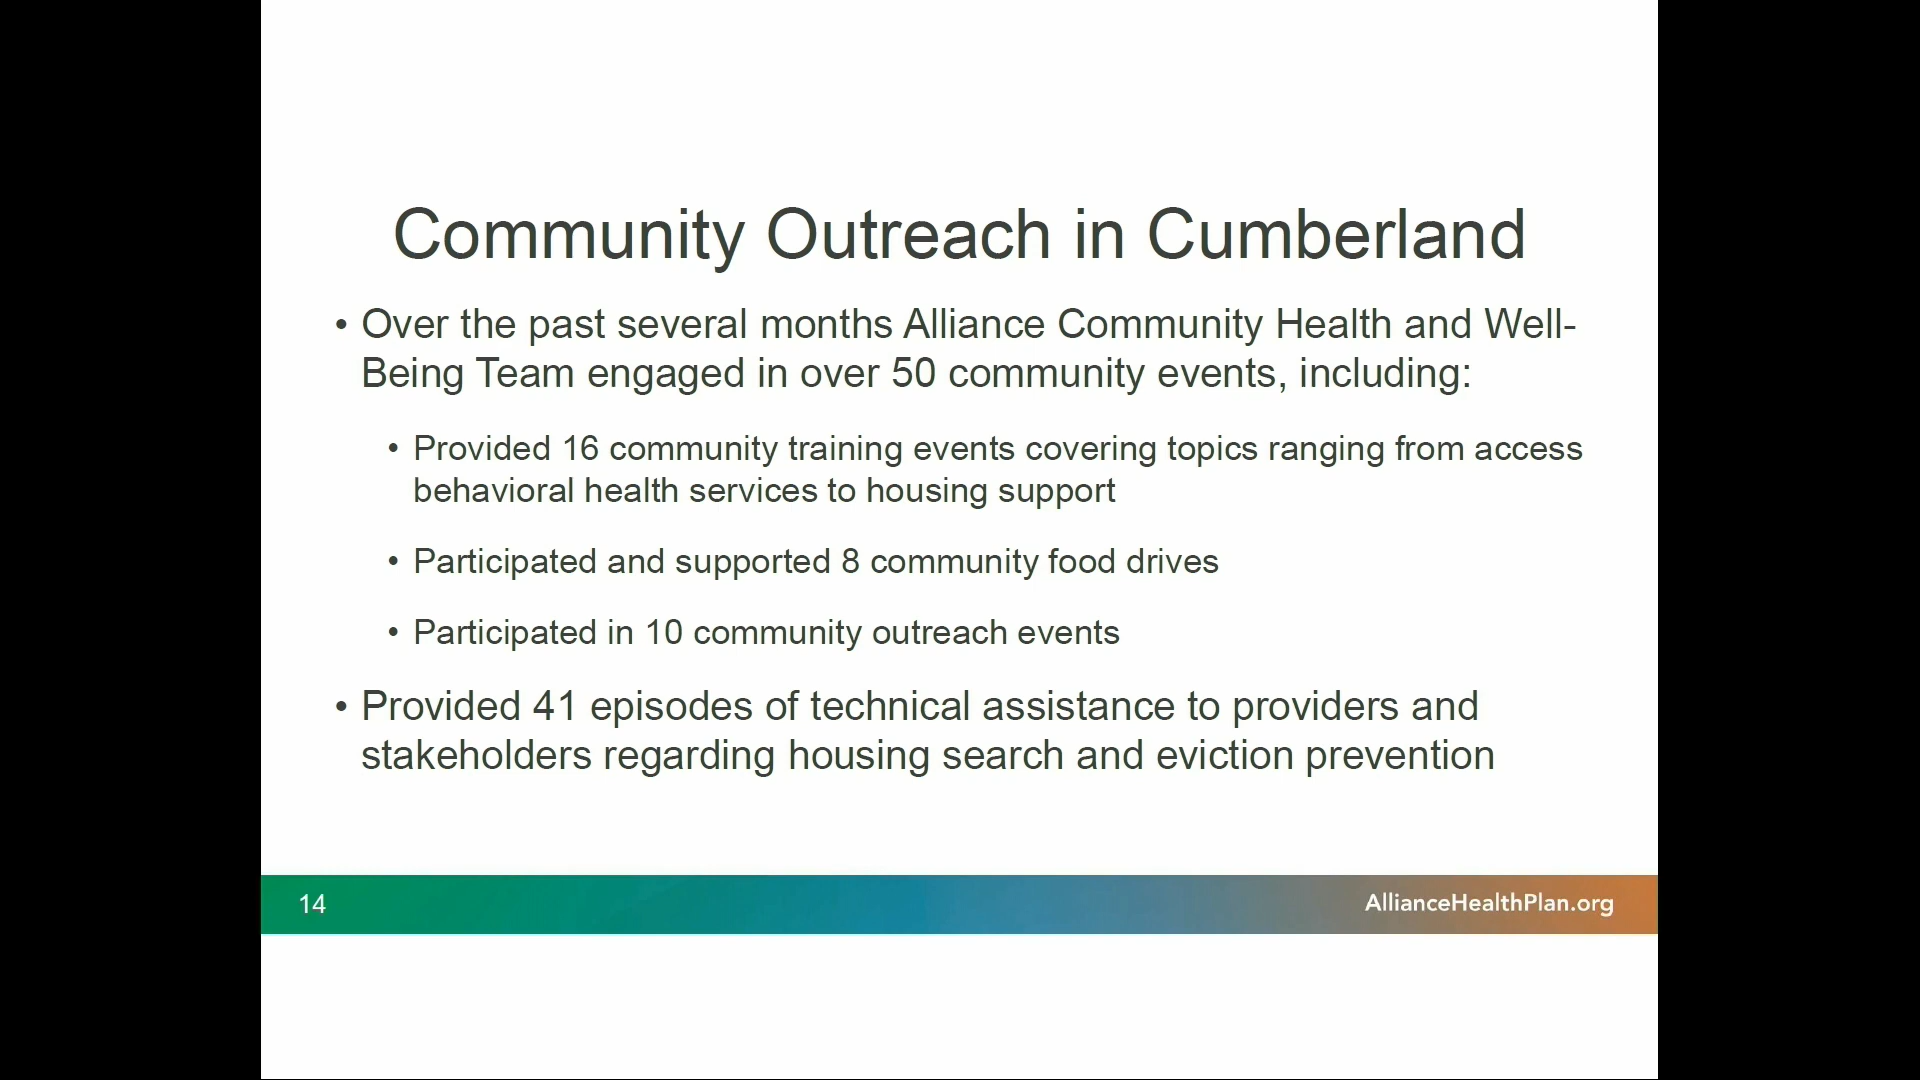 Community Outreach in Cumberland
• Over the past several months Alliance Community Health and Well-
Being Team engaged in over 50 community events, including:
• Provided 16 community training events covering topics ranging from access
behavioral health services to housing support
• Participated and supported 8 community food drives
• Participated in 10 community outreach events
• Provided 41 episodes of technical assistance to providers and
stakeholders regarding housing search and eviction prevention
14
AllianceHealthPlan.org